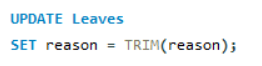 UPDATE Leaves
SET reason = TRIM(reason);